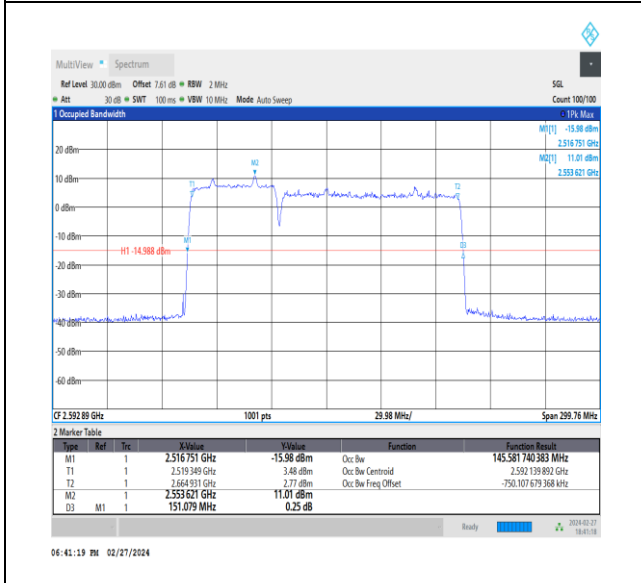 MultiView Spectrum
Ref Level 30.00 dBm Offset 7.61 dB RBW 2 MHz SGL
Att 30 dB SWT 100 ms VBW 10 MHz Mode Auto Sweep Count 100/100
1 Occupied Bandwidth 1Pk Max
M1[1] -15.98 dBm
2.516 751 GHz
M2[1] 11.01 dBm
2.553 621 GHz
20 dBm
M2
10 dBm
T1
T2
0 dBm
-10 dBm
M1
D3
H1 -14.988 dBm
-20 dBm
-30 dBm
-40 dBm
-50 dBm
-60 dBm
CF 2.592 89 GHz 1001 pts 29.98 MHz/ Span 299.76 MHz
2 Marker Table
Type Ref Trc X-Value Y-Value Function Function Result
M1 1 2.516 751 GHz -15.98 dBm Occ Bw 145.581 740 383 MHz
T1 1 2.519 349 GHz 3.48 dBm Occ Bw Centroid 2.592 139 892 GHz
T2 1 2.664 931 GHz 2.77 dBm Occ Bw Freq Offset -750.107 679 368 kHz
M2 1 2.553 621 GHz 11.01 dBm
D3 M1 1 151.079 MHz 0.25 dB
Ready 2024-02-27
18:41:18
06:41:19 PM 02/27/2024